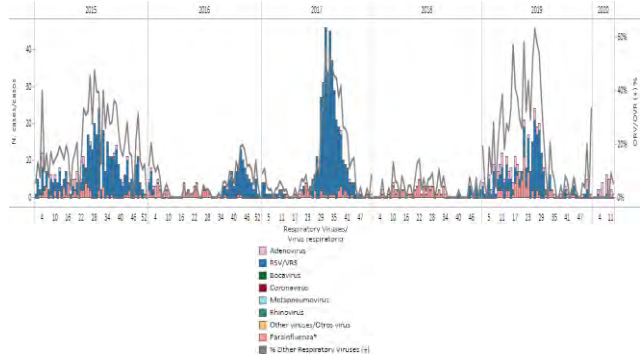 2015 2016 2017 2018 2019 2020
N. cases/casos
40
30
20
10
0
60%
40%
20%
0%
ORV/OVR (+) %
4 10 16 22 28 34 40 46 52 4 10 16 22 28 34 40 46 5 11 17 23 29 35 41 47 4 10 16 22 28 34 40 46 5 11 17 23 29 35 41 47 4 11
Respiratory Viruses/
Virus respiratorio
Adenovirus
RSV/VRS
Bocavirus
Coronavirus
Metapneumovirus
Rhinovirus
Other viruses/Otros virus
Parainfluenza*
% Other Respiratory Viruses (+)